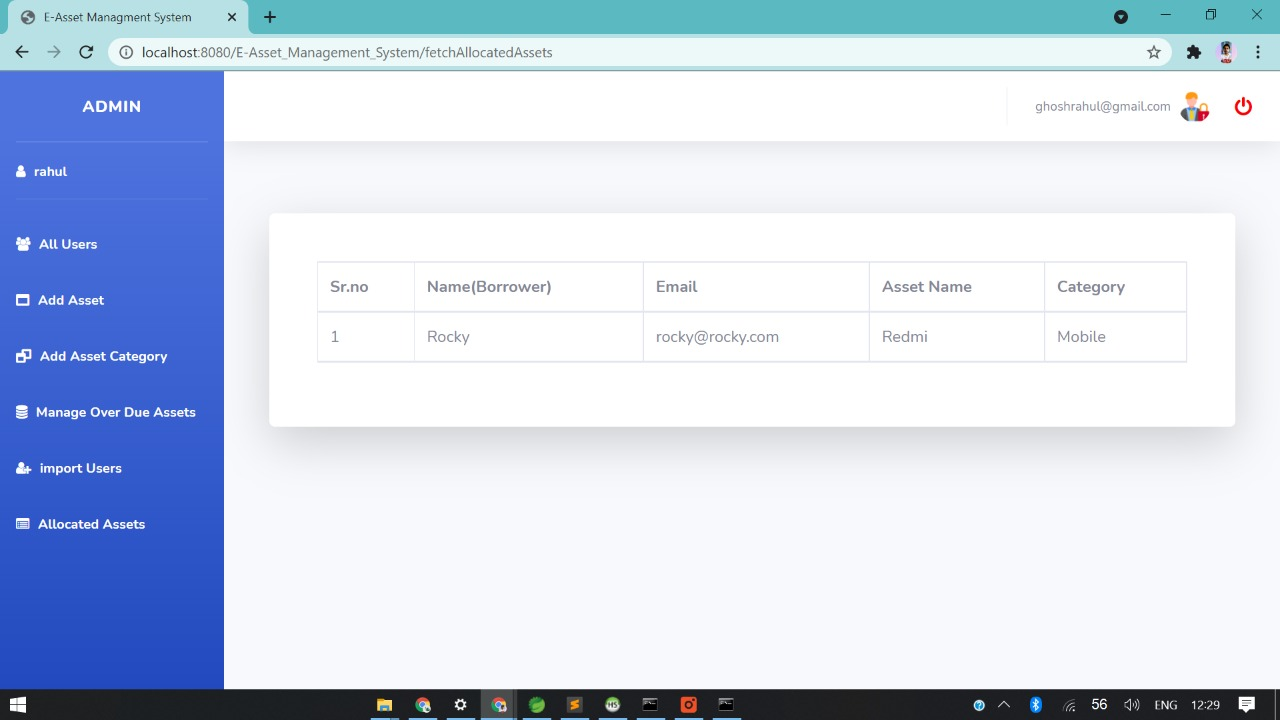 E-Asset Managment System
localhost:8080/E-Asset_Management_System/fetchAllocatedAssets
ADMIN
ghoshrahul@gmail.com
rahul
All Users
Add Asset
Add Asset Category
Manage Over Due Assets
import Users
Allocated Assets
Sr.no Name(Borrower) Email Asset Name Category
1 Rocky rocky@rocky.com Redmi Mobile
HS
56 ENG 12:29